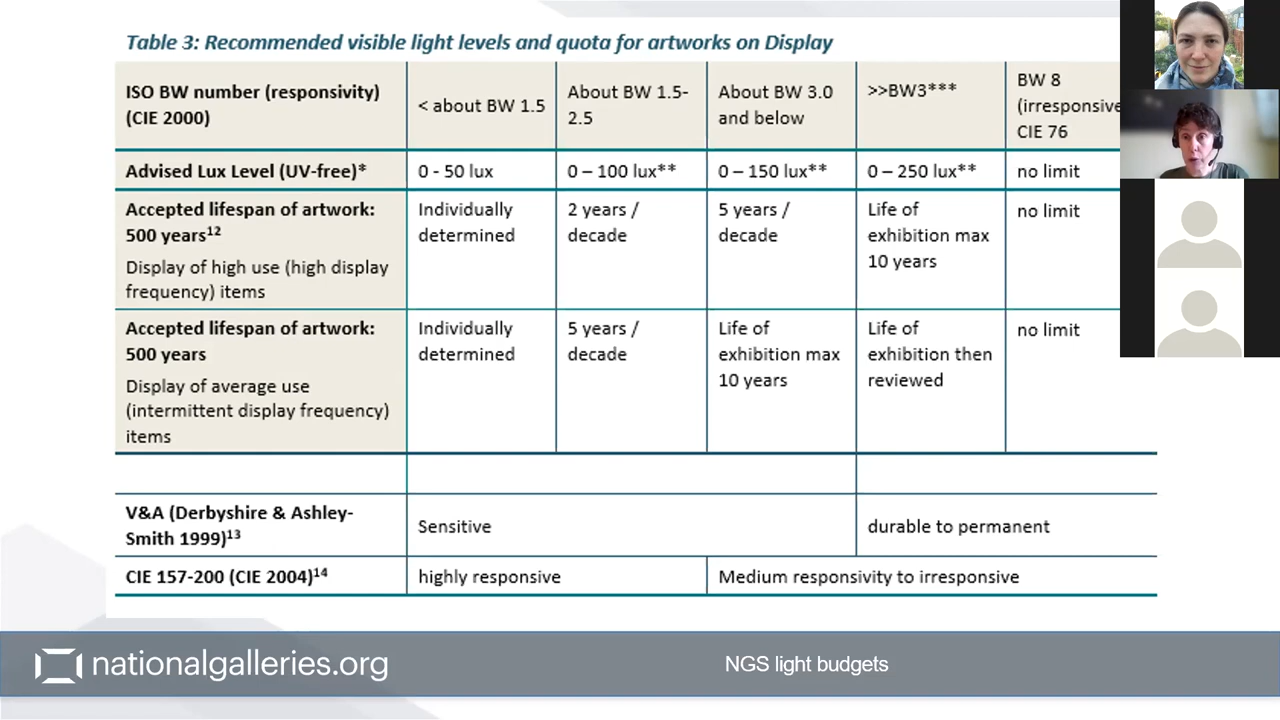 Table 3: Recommended visible light levels and quota for artworks on Display
ISO BW number (responsivity)
(CIE 2000)
< about BW 1.5
About BW 1.5-
2.5
About BW 3.0
and below
>>BW3***
BW 8
(irresponsive
CIE 76
Advised Lux Level (UV-free)*
0 - 50 lux
0 – 100 lux**
0 – 150 lux**
0 – 250 lux**
no limit
Accepted lifespan of artwork:
500 years12
Display of high use (high display
frequency) items
Individually
determined
2 years /
decade
5 years /
decade
Life of
exhibition max
10 years
no limit
Accepted lifespan of artwork:
500 years
Display of average use
(intermittent display frequency)
items
Individually
determined
5 years /
decade
Life of
exhibition max
10 years
Life of
exhibition then
reviewed
no limit
V&A (Derbyshire & Ashley-
Smith 1999)13
Sensitive
durable to permanent
CIE 157-200 (CIE 2004)14
highly responsive
Medium responsivity to irresponsive
nationalgalleries.org
NGS light budgets